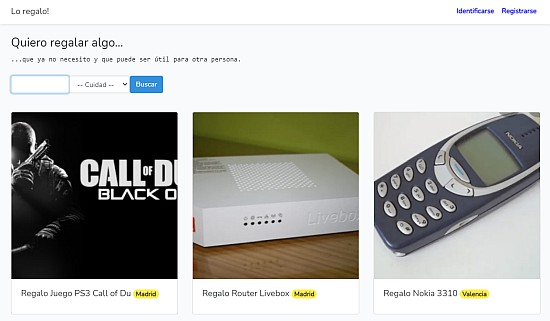 Lo regalo!
Identificarse Registrarse
Quiero regalar algo...
...que ya no necesito y que puede ser útil para otra persona.
-- Cuidad -- Buscar
CALL OF DU
BLACK O
Livebox
NOKIA
Regalo Juego PS3 Call of Du Madrid
Regalo Router Livebox Madrid
Regalo Nokia 3310 Valencia